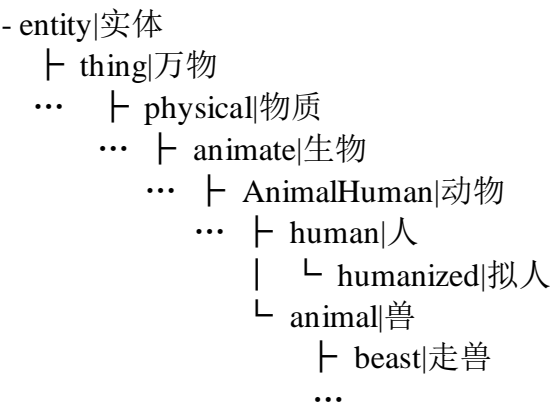 - entity|实体
├ thing|万物
… ├ physical|物质
… ├ animate|生物
… ├ AnimalHuman|动物
… ├ human|人
│ └ humanized|拟人
└ animal|兽
├ beast|走兽
…